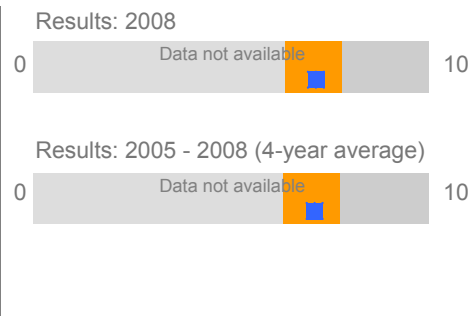 Results: 2008
0 Data not available 10
Results: 2005 - 2008 (4-year average)
0 Data not available 10